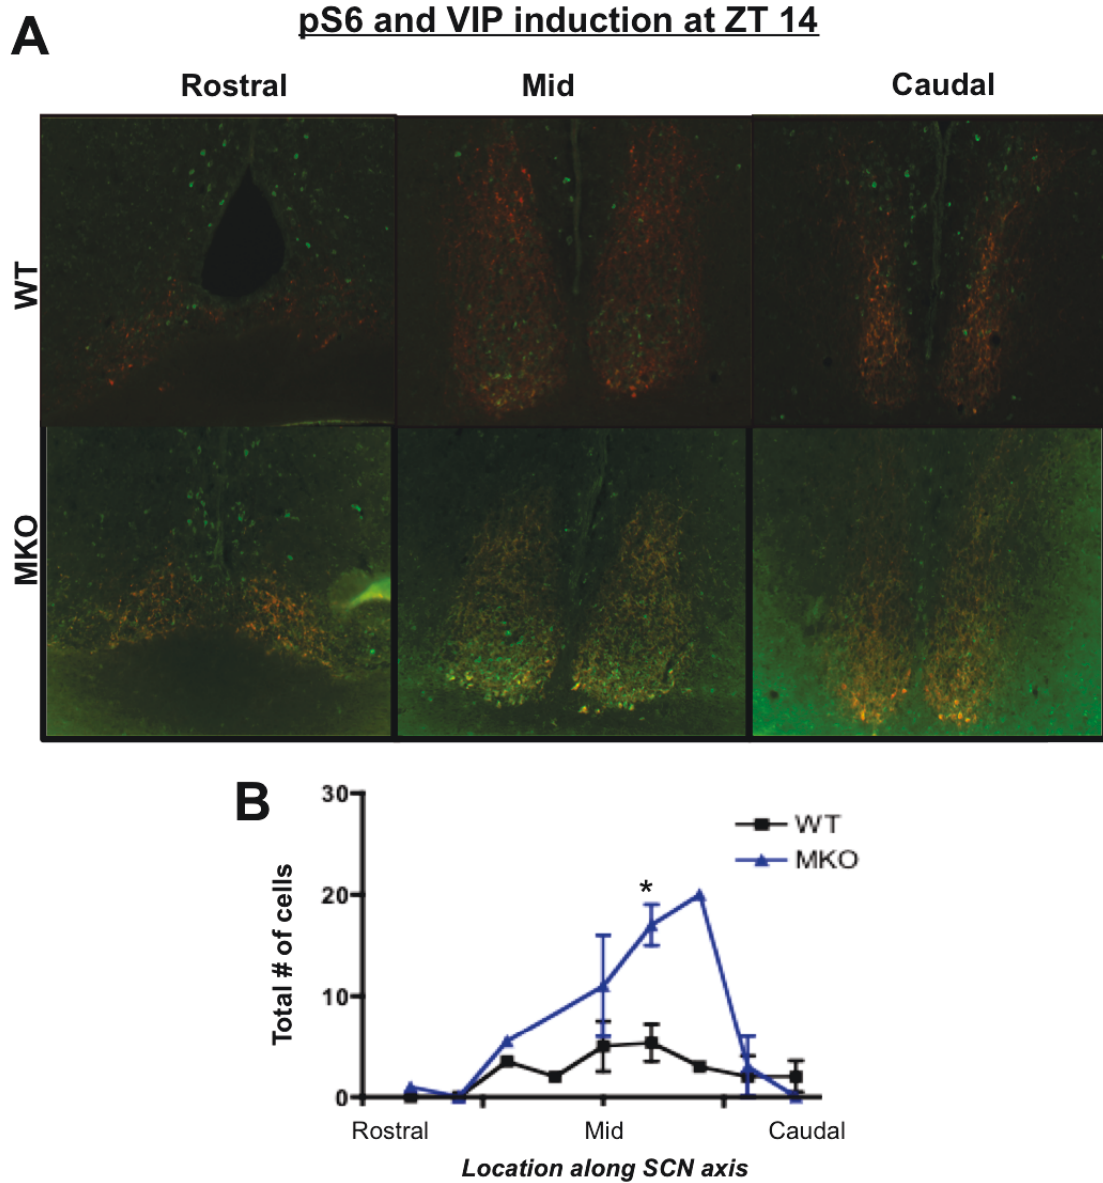 pS6 and VIP induction at ZT 14
A
Rostral Mid Caudal
WT
MKO
B
30
20
10
0
Total # of cells
*
WT
MKO
Rostral Mid Caudal
Location along SCN axis